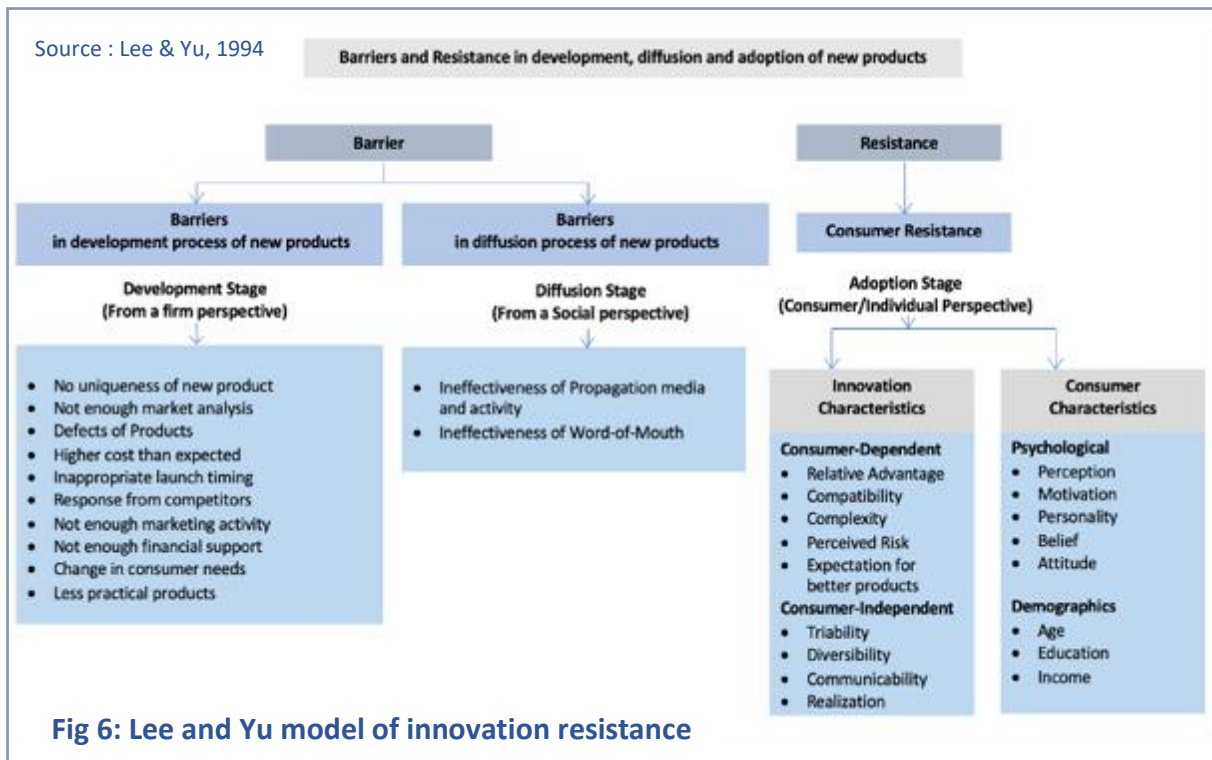 Source : Lee & Yu, 1994
Barriers and Resistance in development, diffusion and adoption of new products
Barrier
Resistance
Barriers
in development process of new products
Barriers
in diffusion process of new products
Consumer Resistance
Development Stage
(From a firm perspective)
Diffusion Stage
(From a Social perspective)
Adoption Stage
(Consumer/Individual Perspective)
• No uniqueness of new product
• Not enough market analysis
• Defects of Products
• Higher cost than expected
• Inappropriate launch timing
• Response from competitors
• Not enough marketing activity
• Not enough financial support
• Change in consumer needs
• Less practical products
• Ineffectiveness of Propagation media
and activity
• Ineffectiveness of Word-of-Mouth
Innovation
Characteristics
Consumer-Dependent
• Relative Advantage
• Compatibility
• Complexity
• Perceived Risk
• Expectation for
better products
Consumer-Independent
• Triability
• Diversibility
• Communicability
• Realization
Consumer
Characteristics
Psychological
• Perception
• Motivation
• Personality
• Belief
• Attitude
Demographics
• Age
• Education
• Income
Fig 6: Lee and Yu model of innovation resistance